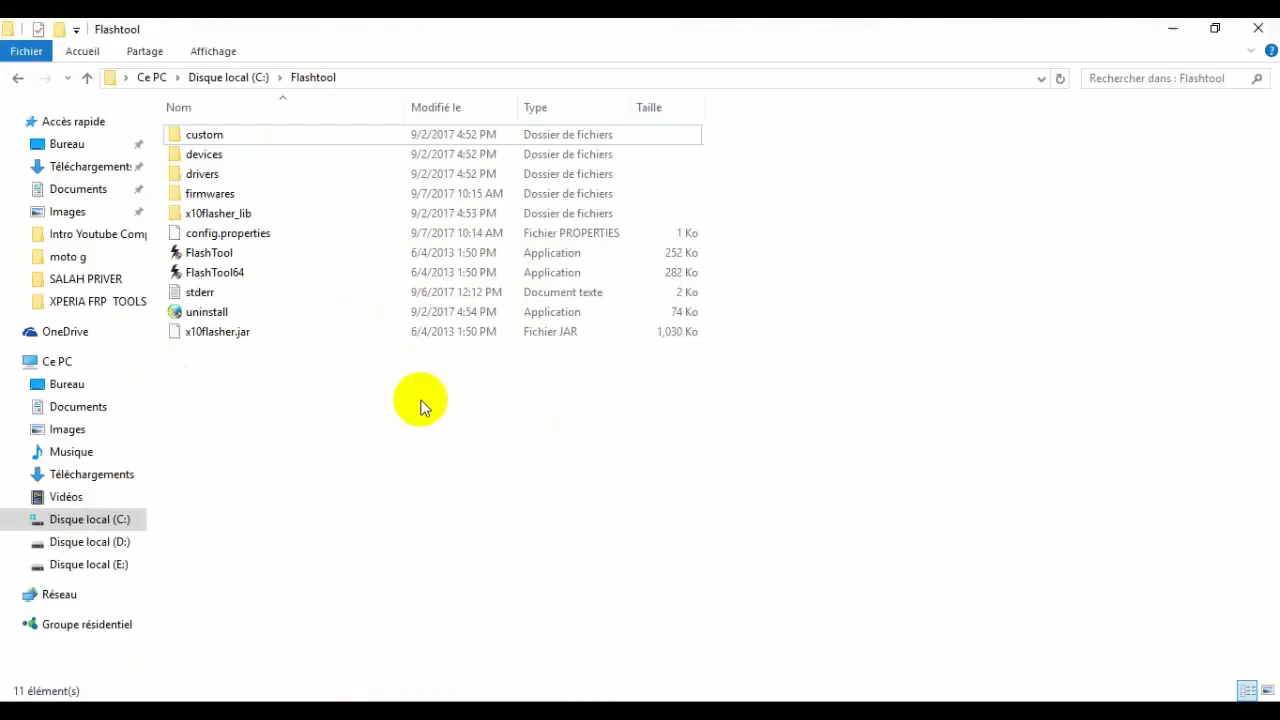 Flashtool
Fichier Accueil Partage Affichage
Ce PC Disque local (C:) Flashtool Rechercher dans : Flashtool
Nom Modifié le Type Taille
Accès rapide
Bureau
Téléchargement:
Documents
Images
Intro Youtube Comp
moto g
SALAH PRIVER
XPERIA FRP TOOLS
OneDrive
Ce PC
Bureau
Documents
Images
Musique
Téléchargements
Vidéos
Disque local (C:)
Disque local (D:)
Disque local (E:)
Réseau
Groupe résidentiel
custom 9/2/2017 4:52 PM Dossier de fichiers
devices 9/2/2017 4:52 PM Dossier de fichiers
drivers 9/2/2017 4:52 PM Dossier de fichiers
firmwares 9/7/2017 10:15 AM Dossier de fichiers
x10flasher_lib 9/2/2017 4:53 PM Dossier de fichiers
config.properties 9/7/2017 10:14 AM Fichier PROPERTIES 1 Ko
FlashTool 6/4/2013 1:50 PM Application 252 Ko
FlashTool64 6/4/2013 1:50 PM Application 282 Ko
stderr 9/6/2017 12:12 PM Document texte 2 Ko
uninstall 9/2/2017 4:54 PM Application 74 Ko
x10flasher.jar 6/4/2013 1:50 PM Fichier JAR 1,030 Ko
11 élément(s)